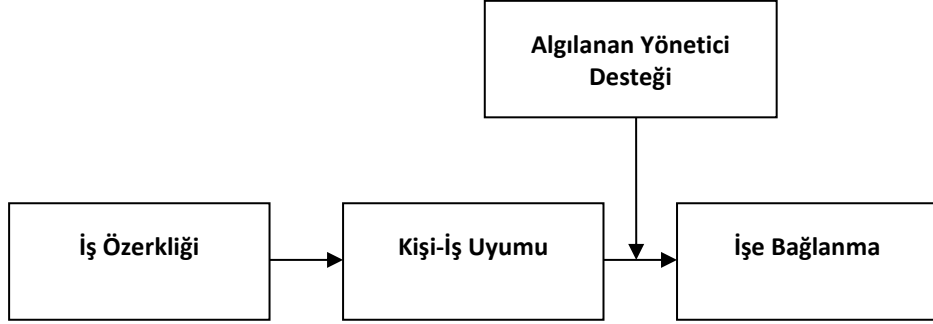 Algılanan Yönetici
Desteği
İş Özerkliği
Kişi-İş Uyumu
İşe Bağlanma